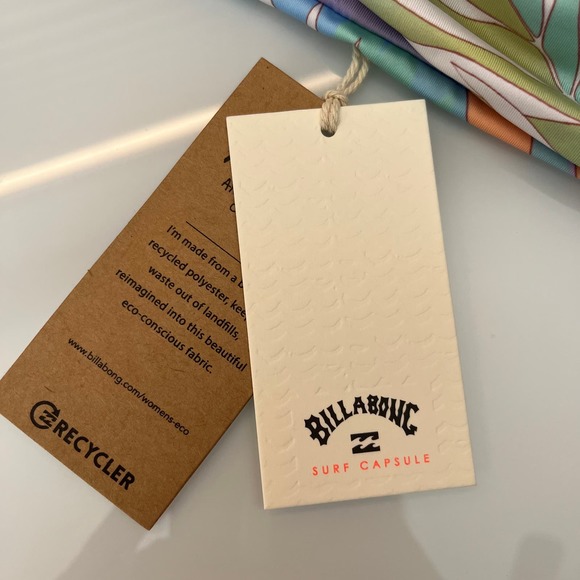 I'm made from a
recycled polyester,
waste out of landfills,
reimagined into this beautiful
eco-conscious fabric.
www.billabong.com/womens-eco
RECYCLER
BILLABONG
SURF CAPSULE